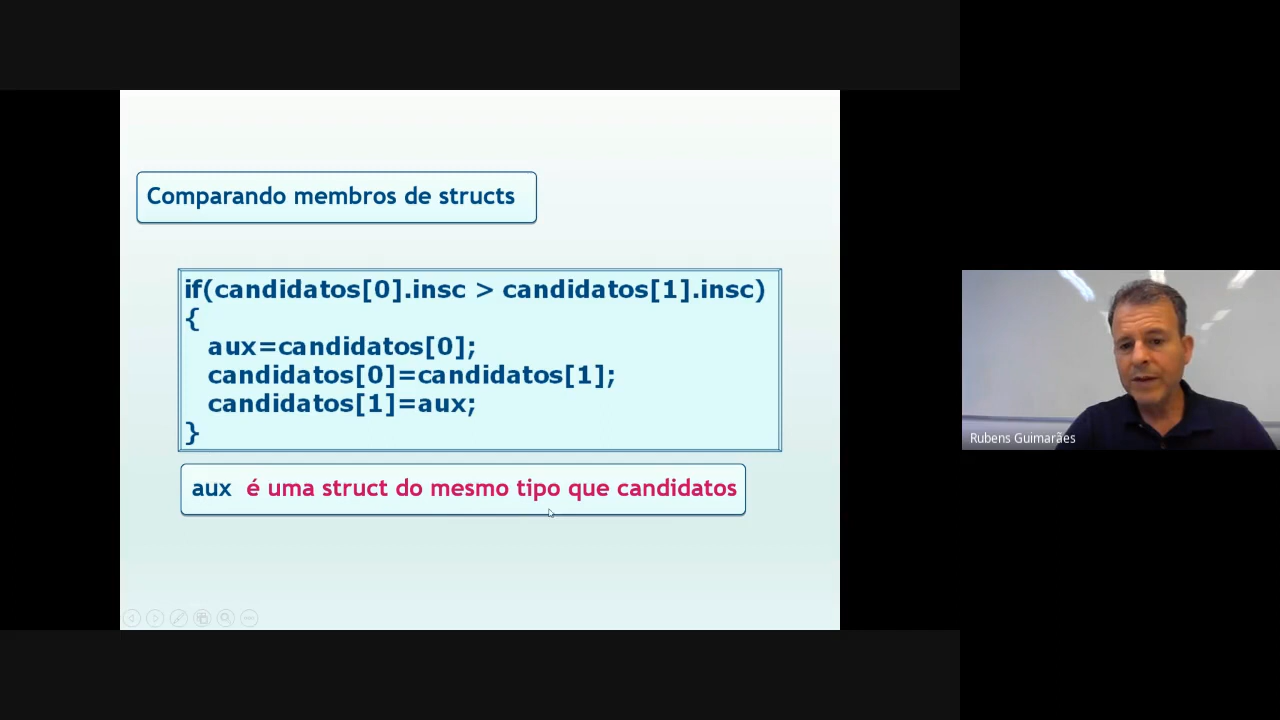 Comparando membros de structs
if(candidatos[0].insc > candidatos[1].insc)
{
aux=candidatos[0];
candidatos[0]=candidatos[1];
candidatos[1]=aux;
}
aux é uma struct do mesmo tipo que candidatos
Rubens Guimarães